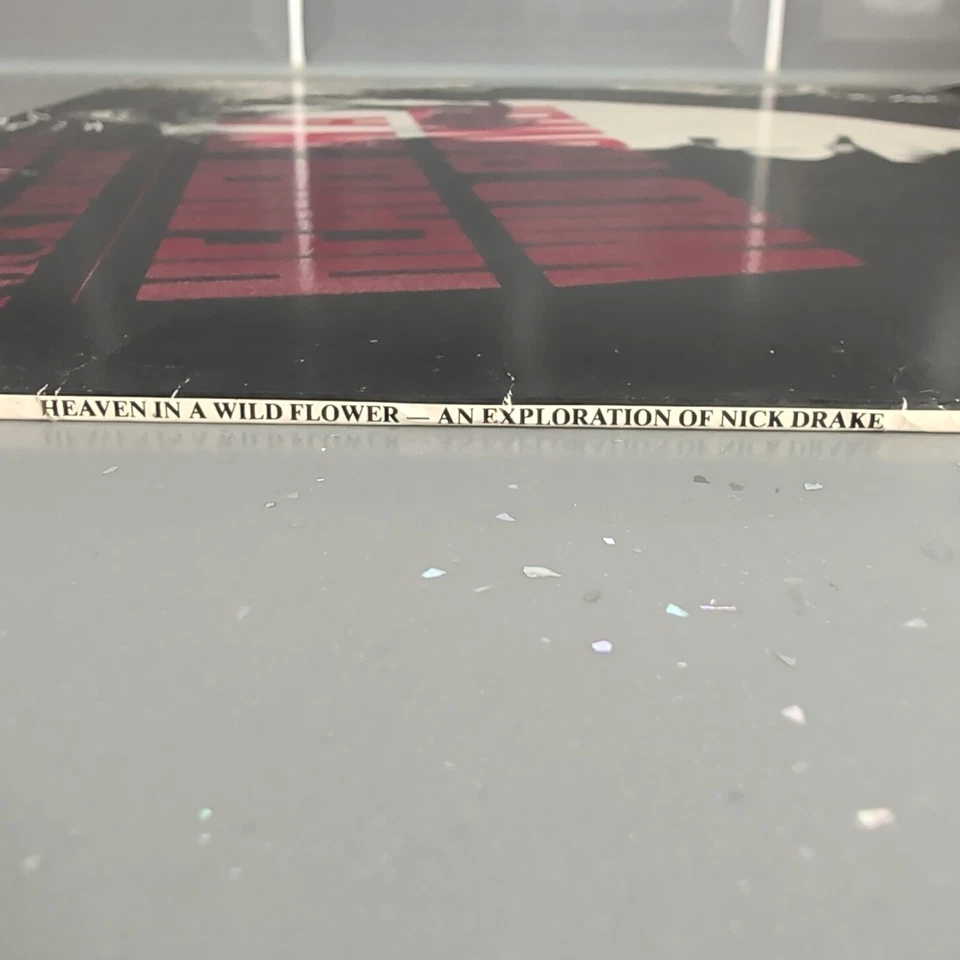 HEAVEN IN A WILD FLOWER — AN EXPLORATION OF NICK DRAKE